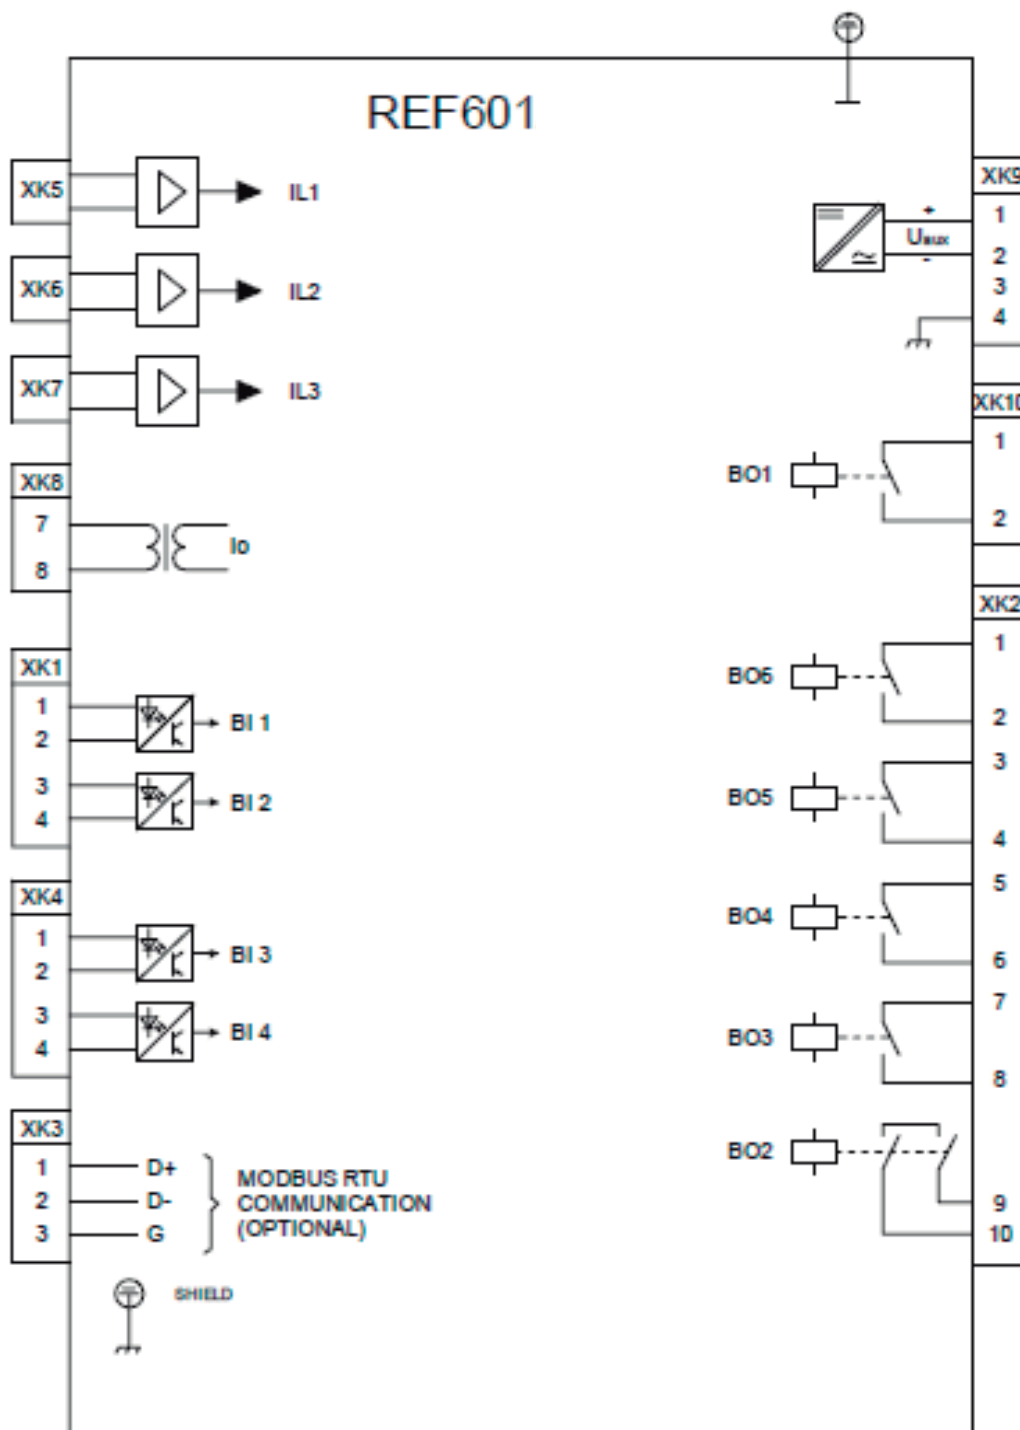 REF601
XK5
IL1
XK6
IL2
XK7
IL3
XK8
7
8
Io
XK1
1
2
BI 1
3
4
BI 2
XK4
1
2
BI 3
3
4
BI 4
XK3
1
D+
2
D-
3
G
MODBUS RTU
COMMUNICATION
(OPTIONAL)
SHIELD
XK9
+
1
Uaux
-
2
3
4
XK10
BO1
1
2
XK2
BO6
1
2
BO5
3
4
BO4
5
6
BO3
7
8
BO2
9
10